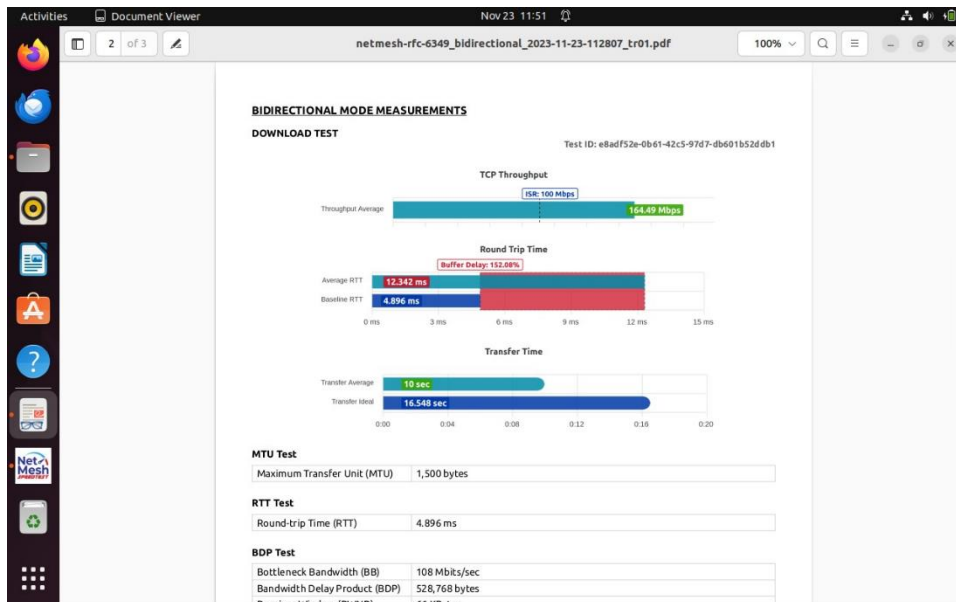 Activities Document Viewer Nov 23 11:51
2 of 3 netmesh-rfc-6349_bidirectional_2023-11-23-112807_tr01.pdf 100%
BIDIRECTIONAL MODE MEASUREMENTS
DOWNLOAD TEST
Test ID: e8adf52e-0b61-42c5-97d7-db601b52ddb1
TCP Throughput
ISR: 100 Mbps
Throughput Average 164.49 Mbps
Round Trip Time
Buffer Delay: 152.08%
Average RTT 12.342 ms
Baseline RTT 4.896 ms
0 ms 3 ms 6 ms 9 ms 12 ms 15 ms
Transfer Time
Transfer Average 10 sec
Transfer Ideal 16.548 sec
0:00 0:04 0:08 0:12 0:16 0:20
MTU Test
Maximum Transfer Unit (MTU) 1,500 bytes
RTT Test
Round-trip Time (RTT) 4.896 ms
BDP Test
Bottleneck Bandwidth (BB) 108 Mbits/sec
Bandwidth Delay Product (BDP) 528,768 bytes
Net
Mesh
SPEEDTEST